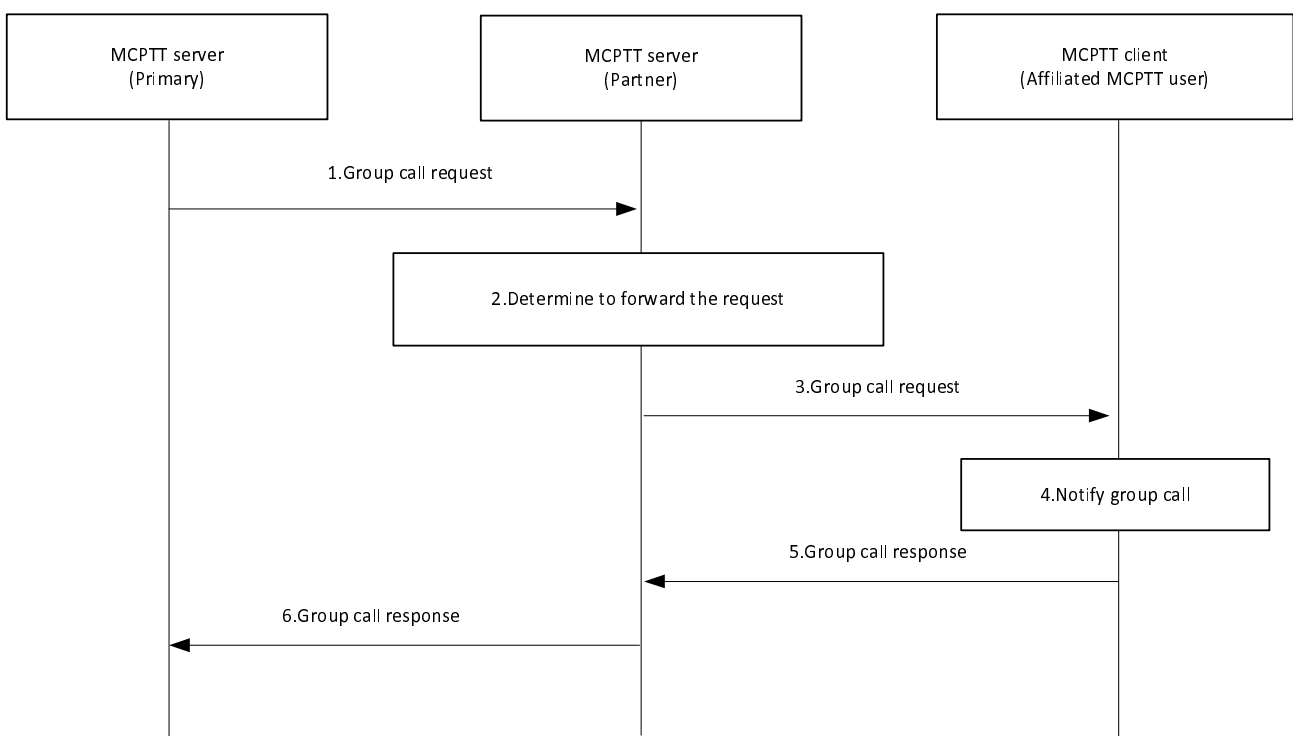 MCPTT server
(Primary)
MCPTT server
(Partner)
MCPTT client
(Affiliated MCPTT user)
1.Group call request
2.Determine to forward the request
3.Group call request
4.Notify group call
5.Group call response
6.Group call response